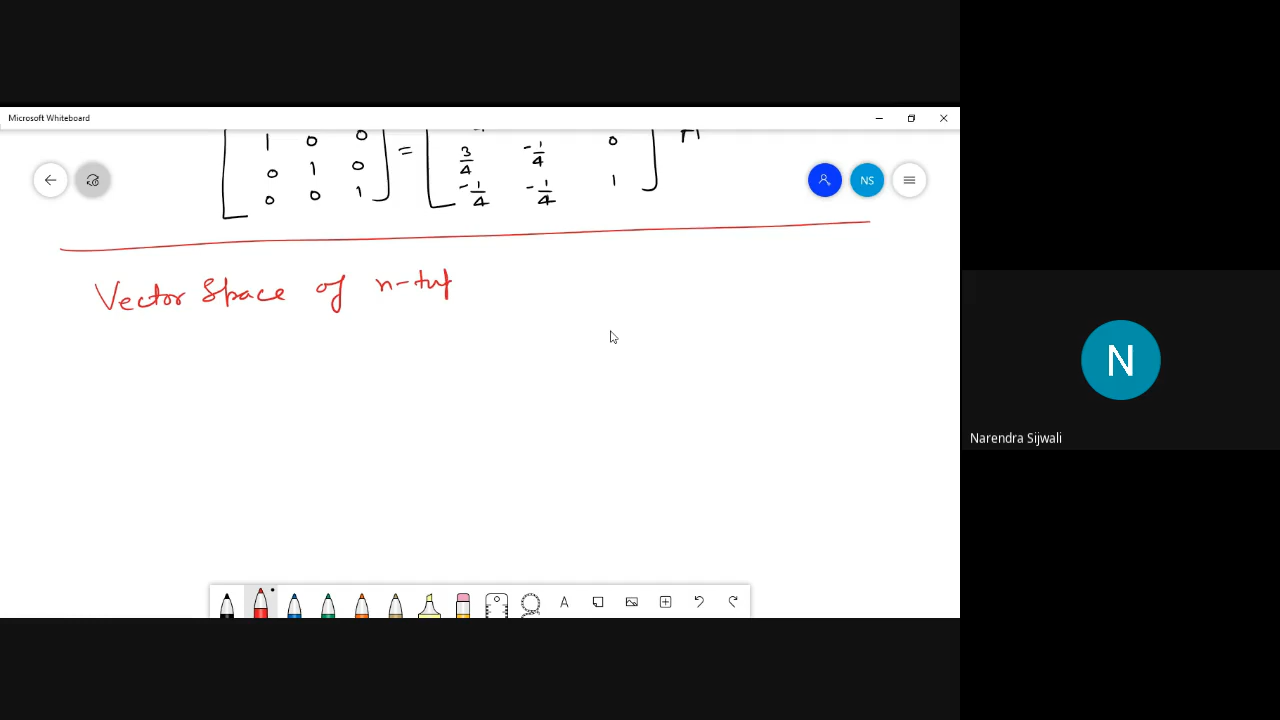 Microsoft Whiteboard
1 0 0 = 3/4 -1/4 0
0 1 0 -1/4 -1/4 1
0 0 1
NS
Vector Space of n-tup
N
Narendra Sijwali
A